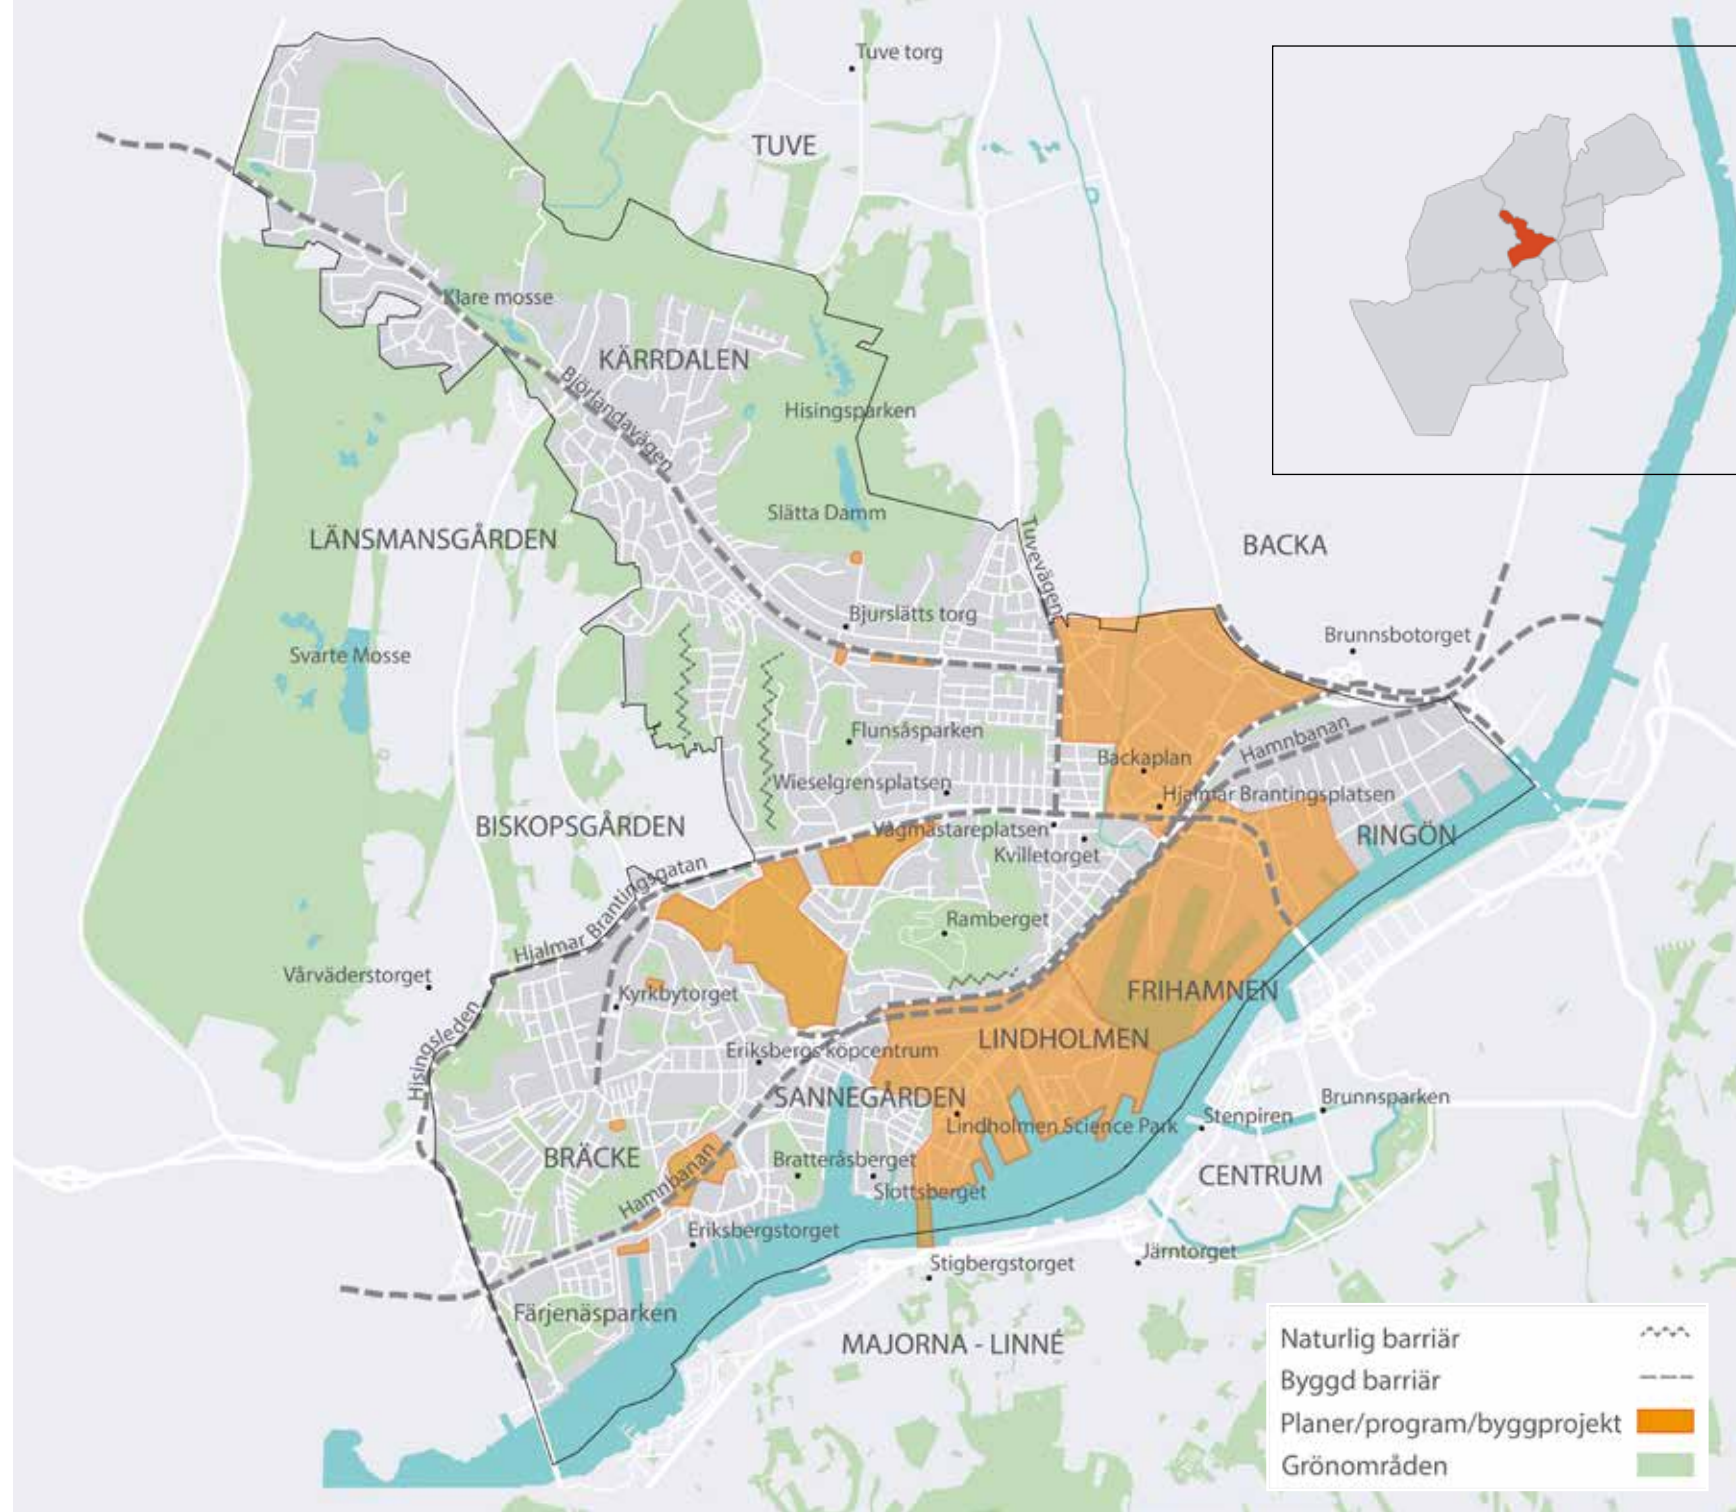 Tuve torg
TUVE
Klare mosse
KÄRRDALEN
Björlandavägen
Hisingsparken
Slätta Damm
LÄNSMANSGÅRDEN
Tuvevägen
BACKA
Bjurslätts torg
Brunnsbotorget
Svarte Mosse
Flunsåsparken
Hamnbanan
Backaplan
Wieselgrensplatsen
Hjalmar Brantingsplatsen
BISKOPSGÅRDEN
Vågmästareplatsen
RINGÖN
Kvilletorget
Hjalmar Brantingsgatan
Ramberget
Vårväderstorget
Kyrkbytorget
FRIHAMNEN
Hisingsleden
LINDHOLMEN
Eriksbergs köpcentrum
SANNEGÅRDEN
Brunnsparken
Lindholmen Science Park
Stenpiren
BRÄCKE
Bratteråsberget
CENTRUM
Hamnbanan
Slottsberget
Eriksbergstorget
Järntorget
Stigbergstorget
Färjenäsparken
MAJORNA - LINNÉ
Naturlig barriär
Byggd barriär
Planer/program/byggprojekt
Grönområden